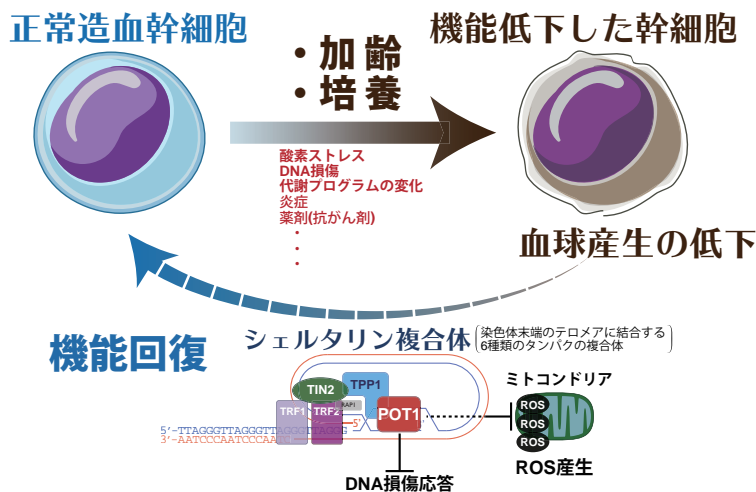 正常造血幹細胞
・加齢
・培養
機能低下した幹細胞
酸素ストレス
DNA損傷
代謝プログラムの変化
炎症
薬剤(抗がん剤)
・
・
・
血球産生の低下
機能回復
シェルタリン複合体
染色体末端のテロメアに結合する
6種類のタンパクの複合体
TIN2
TPP1
RAP1
TRF1
TRF2
POT1
5’-TTAGGGTTAGGGTTAGGGTTAGGG
3’-AATCCCAATCCCAATC
5’
ミトコンドリア
ROS
ROS
ROS
ROS産生
DNA損傷応答